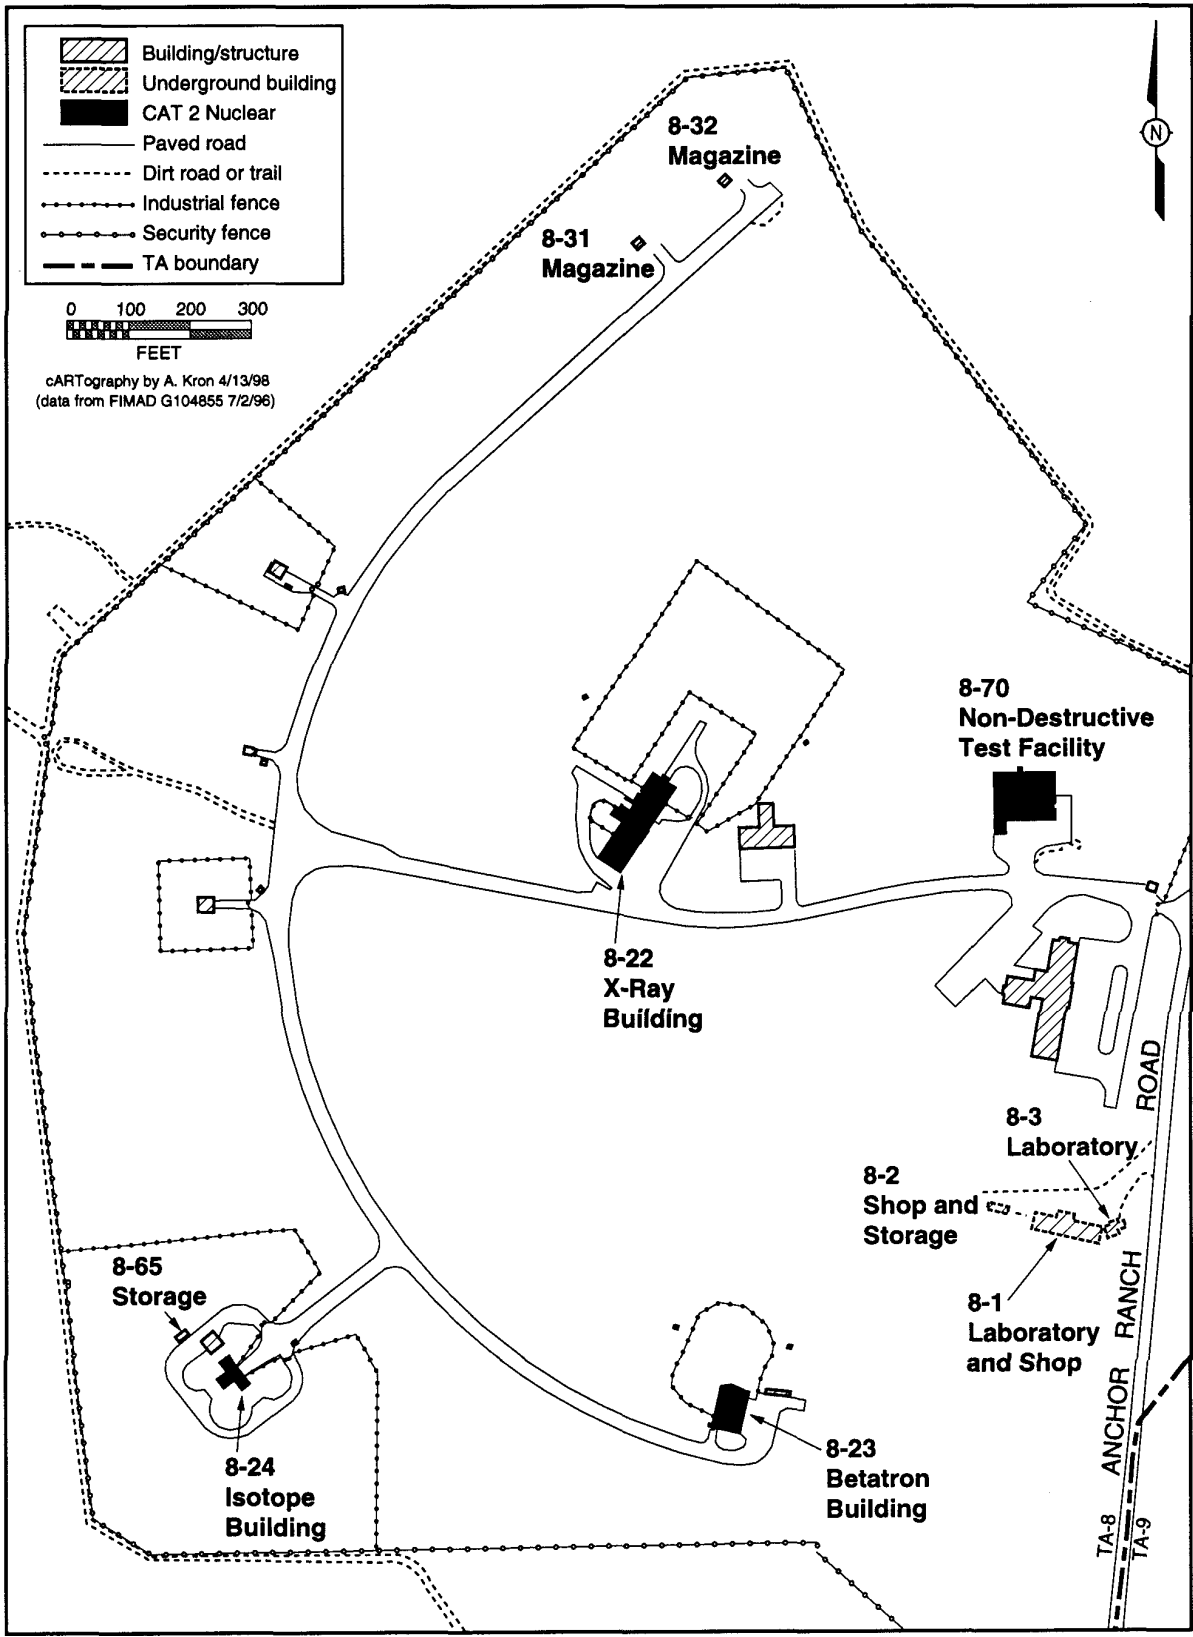 Building/structure
Underground building
CAT 2 Nuclear
Paved road
Dirt road or trail
Industrial fence
Security fence
TA boundary
0 100 200 300
FEET
cARTography by A. Kron 4/13/98
(data from FIMAD G104855 7/2/96)
N
8-32
Magazine
8-31
Magazine
8-70
Non-Destructive
Test Facility
8-22
X-Ray
Building
8-3
Laboratory
8-2
Shop and
Storage
8-1
Laboratory
and Shop
8-65
Storage
8-24
Isotope
Building
8-23
Betatron
Building
ANCHOR RANCH ROAD
TA-8
TA-9